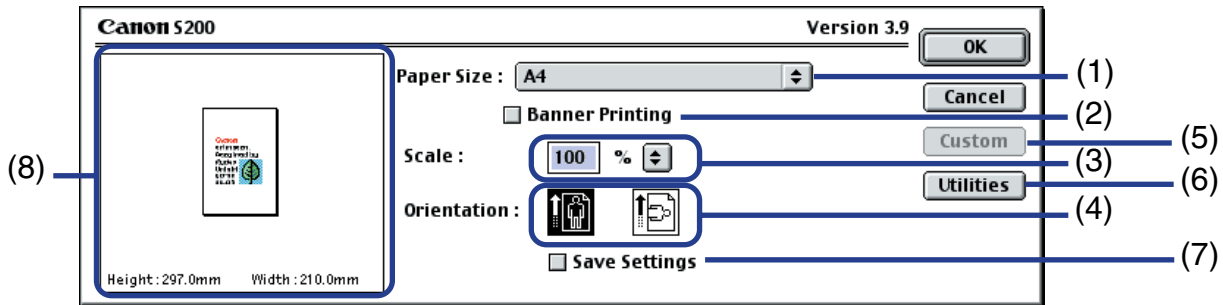 Canon S200
Version 3.9
OK
Paper Size : A4
(1)
Cancel
Banner Printing
(2)
Custom
(5)
Scale : 100 %
(3)
Utilities
(6)
(8)
Orientation :
(4)
Save Settings
(7)
Height : 297.0mm Width : 210.0mm
Canon